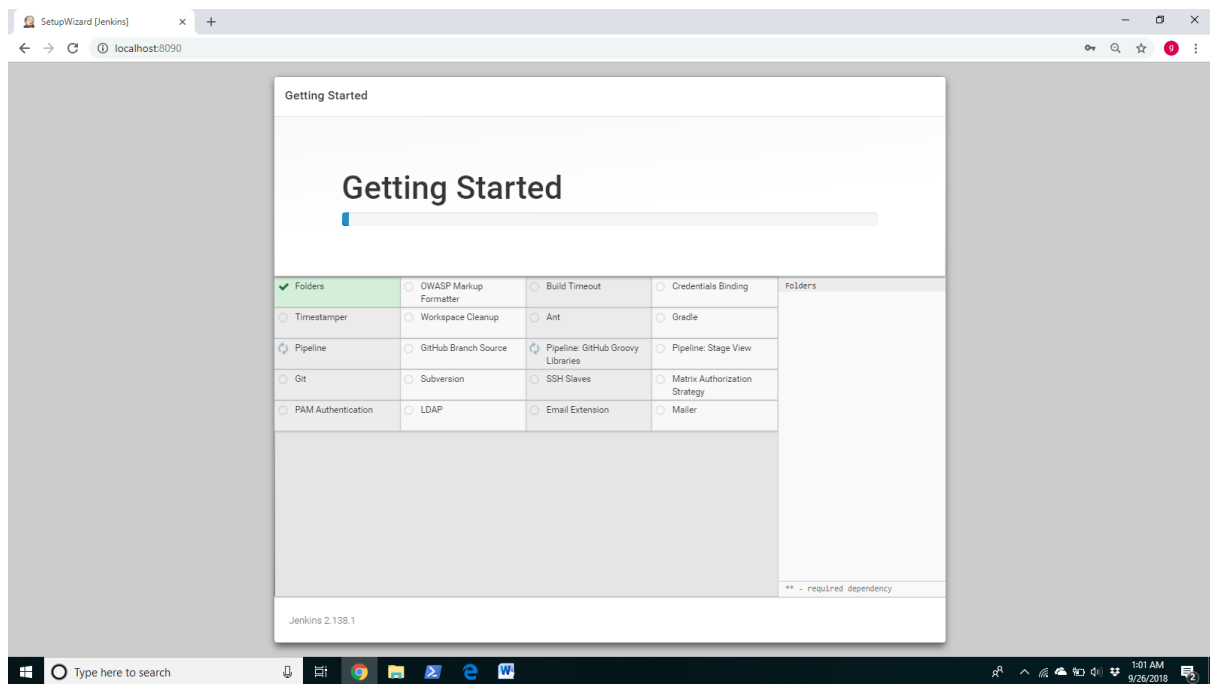 SetupWizard [Jenkins]
localhost:8090
g
Getting Started
Getting Started
Folders
OWASP Markup
Formatter
Build Timeout
Credentials Binding
Folders
Timestamper
Workspace Cleanup
Ant
Gradle
Pipeline
GitHub Branch Source
Pipeline: GitHub Groovy
Libraries
Pipeline: Stage View
Git
Subversion
SSH Slaves
Matrix Authorization
Strategy
PAM Authentication
LDAP
Email Extension
Mailer
** - required dependency
Jenkins 2.138.1
Type here to search
1:01 AM
9/26/2018
2